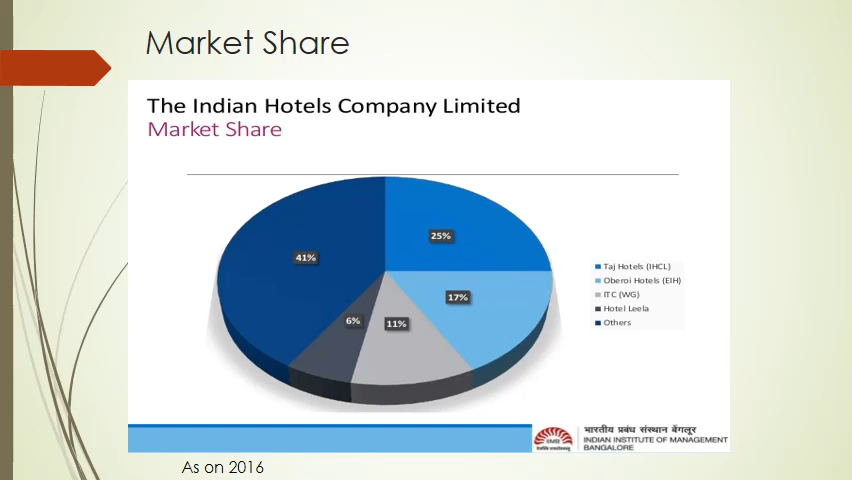 Market Share
The Indian Hotels Company Limited
Market Share
25%
41%
17%
6%
11%
Taj Hotels (IHCL)
Oberoi Hotels (EIH)
ITC (WG)
Hotel Leela
Others
भारतीय प्रबंध संस्थान बेंगलूर
INDIAN INSTITUTE OF MANAGEMENT
BANGALORE
IIMB
As on 2016